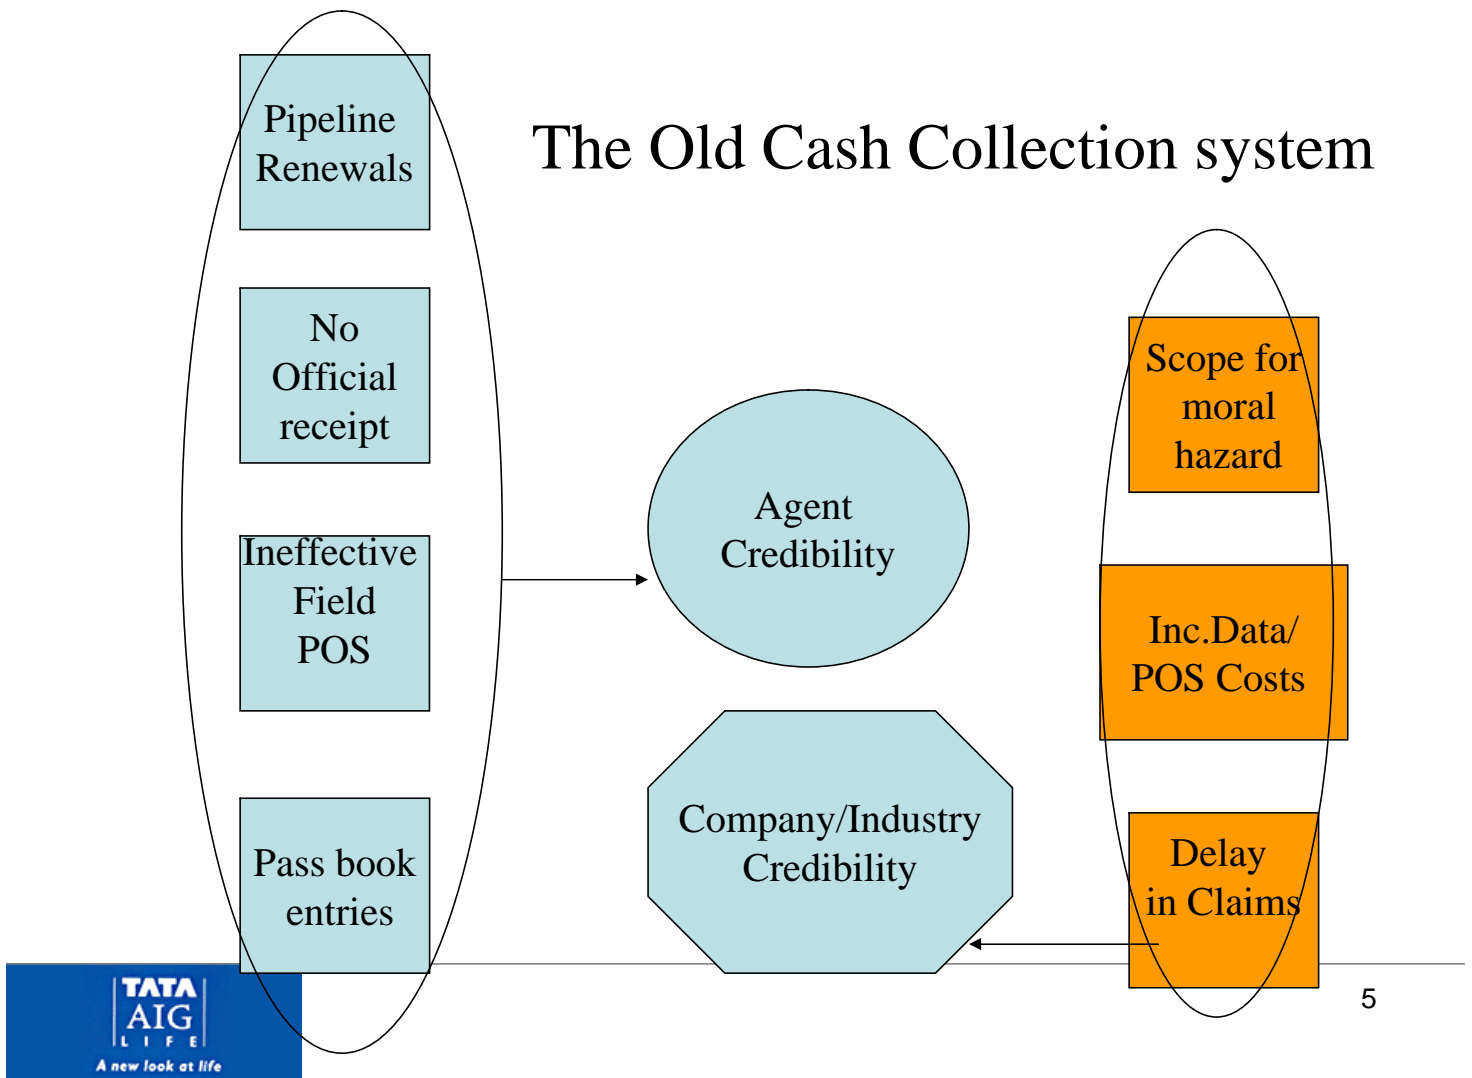 The Old Cash Collection system
Pipeline
Renewals
No
Official
receipt
Ineffective
Field
POS
Pass book
entries
Agent
Credibility
Company/Industry
Credibility
Scope for
moral
hazard
Inc.Data/
POS Costs
Delay
in Claims
TATA
AIG
LIFE
A new look at life
5